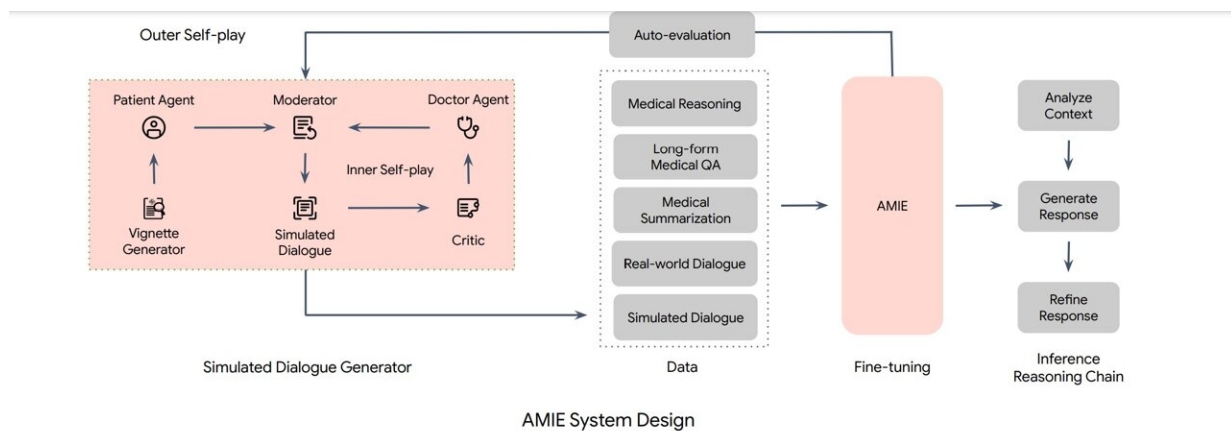 Outer Self-play
Auto-evaluation
Patient Agent
Moderator
Doctor Agent
Inner Self-play
Vignette
Generator
Simulated
Dialogue
Critic
Medical Reasoning
Long-form
Medical QA
Medical
Summarization
Real-world Dialogue
Simulated Dialogue
AMIE
Analyze
Context
Generate
Response
Refine
Response
Simulated Dialogue Generator
Data
Fine-tuning
Inference
Reasoning Chain
AMIE System Design